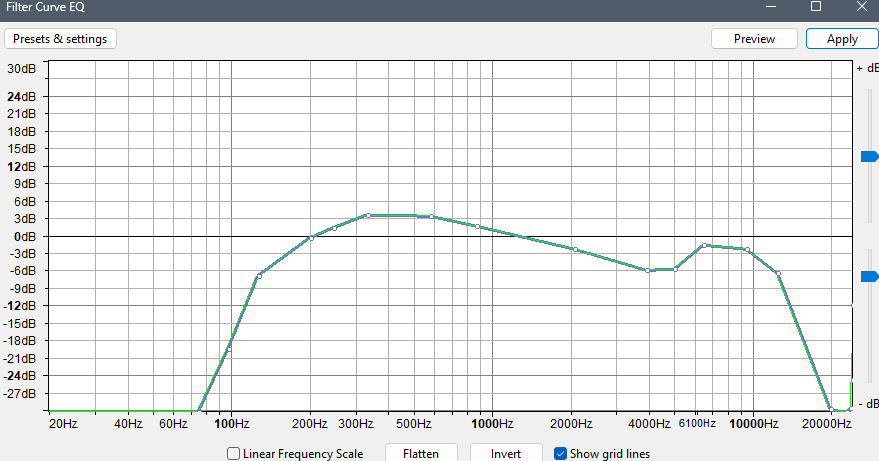 Filter Curve EQ
Presets & settings Preview Apply
30dB + dB
24dB
21dB
18dB
15dB
12dB
9dB
6dB
3dB
0dB
-3dB
-6dB
-9dB
-12dB
-15dB
-18dB
-21dB
-24dB
-27dB - dB
20Hz 40Hz 60Hz 100Hz 200Hz 300Hz 500Hz 1000Hz 2000Hz 4000Hz 6100Hz 10000Hz 20000Hz
Linear Frequency Scale Flatten Invert Show grid lines